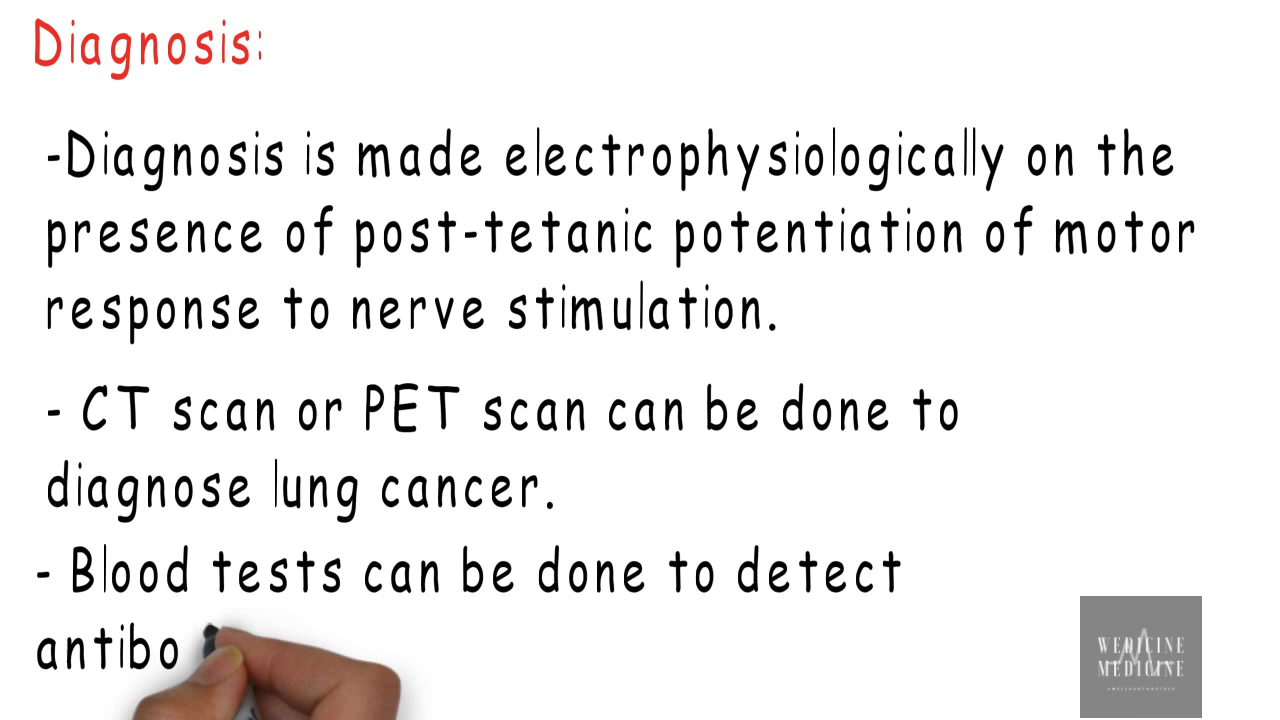 Diagnosis:
-Diagnosis is made electrophysiologically on the
presence of post-tetanic potentiation of motor
response to nerve stimulation.
- CT scan or PET scan can be done to
diagnose lung cancer.
- Blood tests can be done to detect
antibo
WEDICINE
MEDICINE